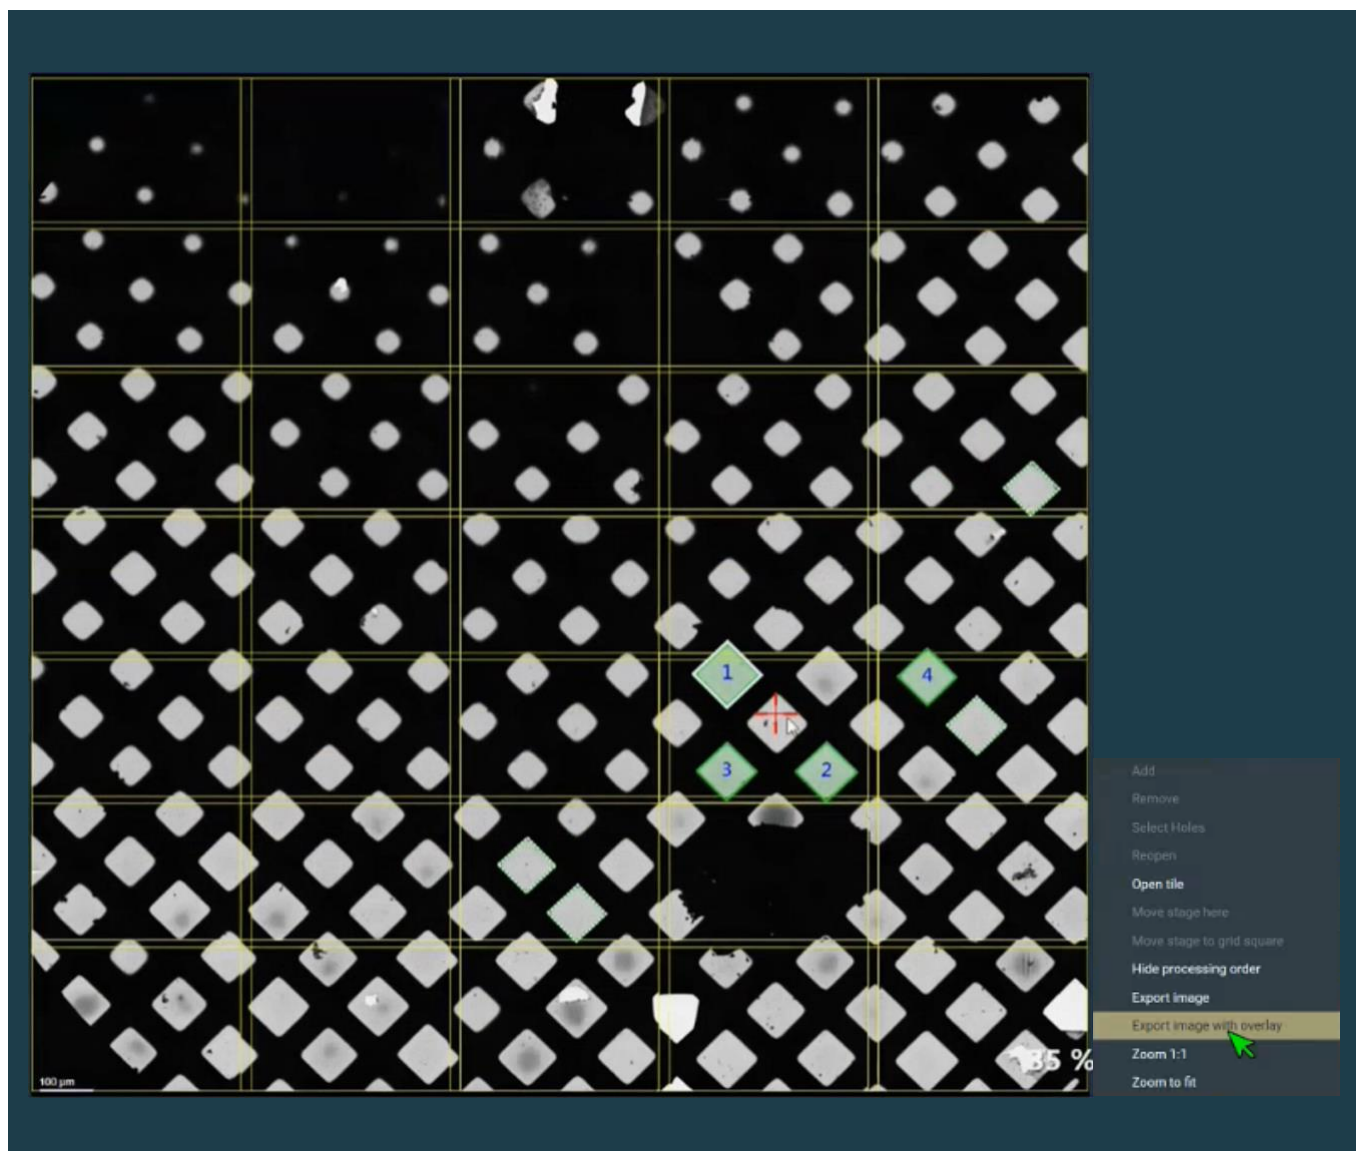 1
4
3
2
Add
Remove
Select Holes
Reopen
Open tile
Move stage here
Move stage to grid square
Hide processing order
Export image
Export image with overlay
Zoom 1:1
Zoom to fit
35 %
100 µm